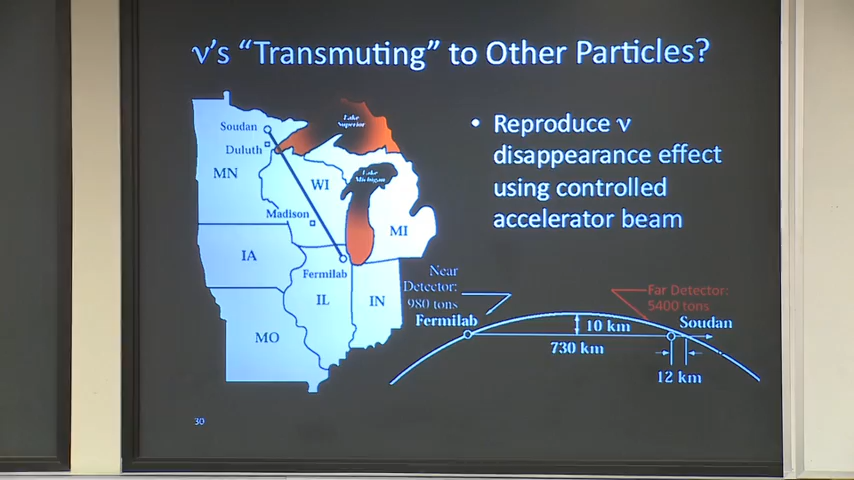 ν's "Transmuting" to Other Particles?
Lake
Superior
Soudan
Duluth
MN
WI
Lake
Michigan
Madison
MI
IA
Fermilab
IL
IN
MO
• Reproduce ν
disappearance effect
using controlled
accelerator beam
Near
Detector:
980 tons
Far Detector:
5400 tons
Fermilab
10 km
Soudan
730 km
12 km
30